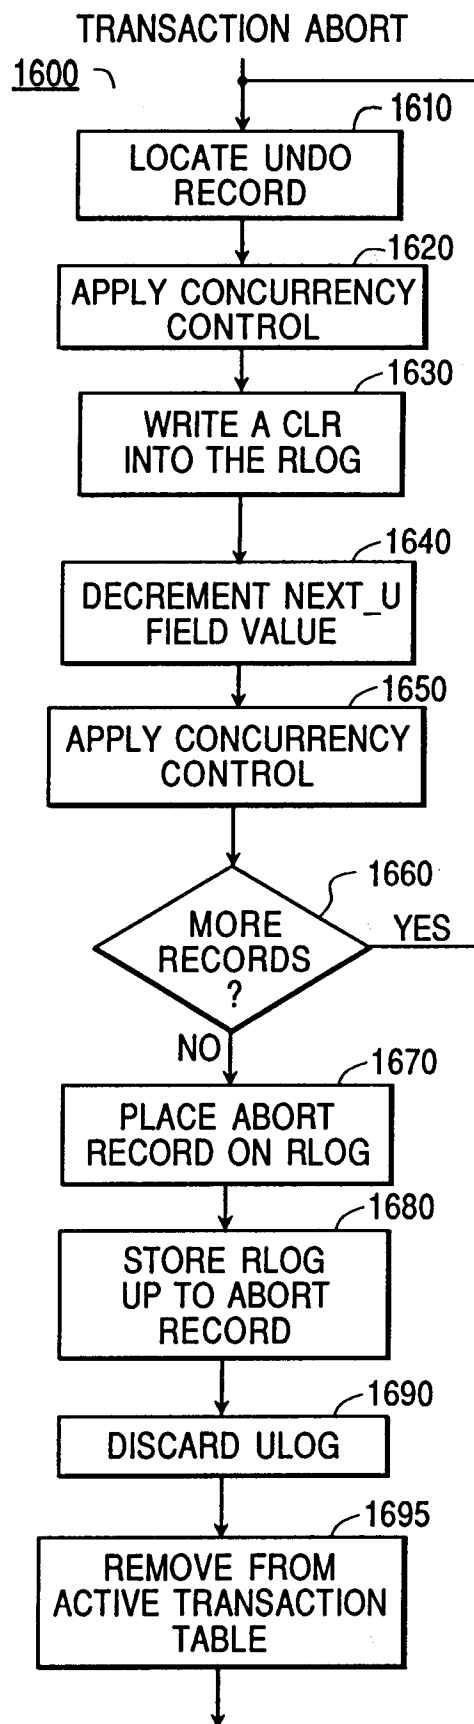 TRANSACTION ABORT
1600
1610
LOCATE UNDO
RECORD
1620
APPLY CONCURRENCY
CONTROL
1630
WRITE A CLR
INTO THE RLOG
1640
DECREMENT NEXT_U
FIELD VALUE
1650
APPLY CONCURRENCY
CONTROL
1660
MORE
RECORDS
?
YES
NO
1670
PLACE ABORT
RECORD ON RLOG
1680
STORE RLOG
UP TO ABORT
RECORD
1690
DISCARD ULOG
1695
REMOVE FROM
ACTIVE TRANSACTION
TABLE